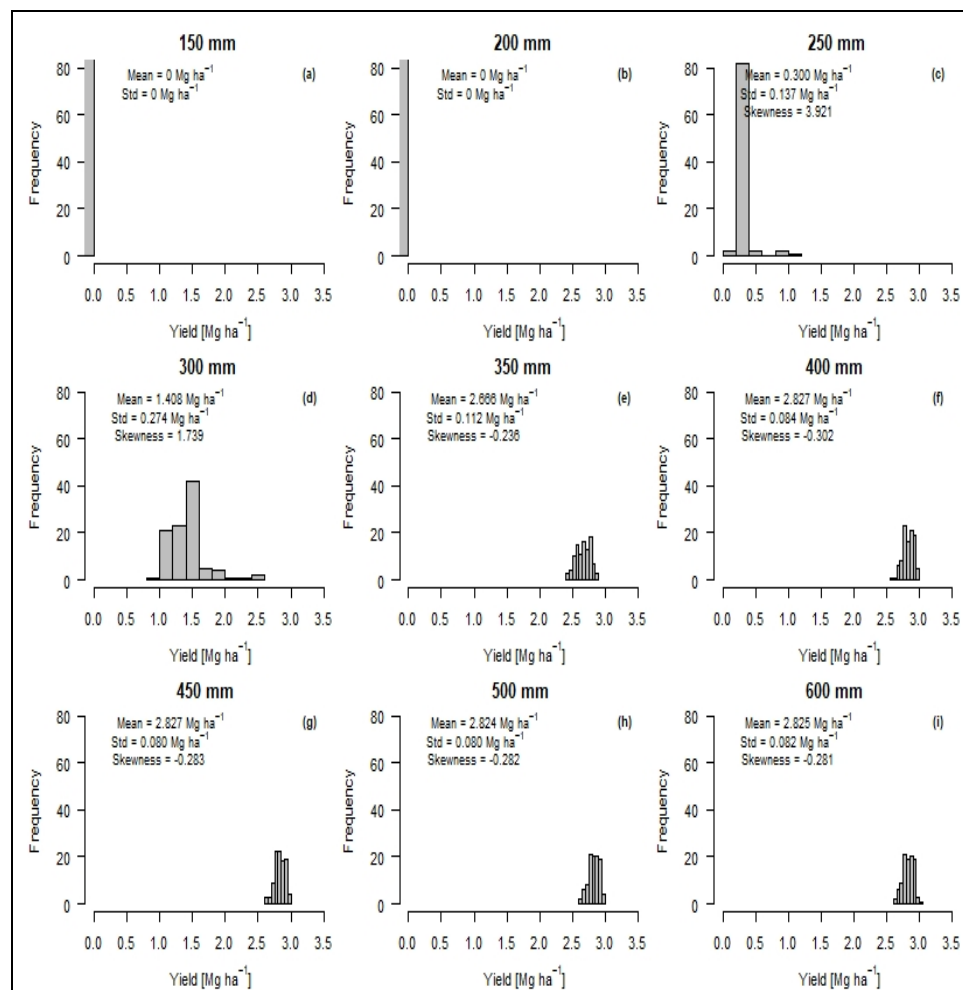 150 mm
Mean = 0 Mg ha⁻¹
Std = 0 Mg ha⁻¹
(a)
80
60
40
20
0
Frequency
0.0 0.5 1.0 1.5 2.0 2.5 3.0 3.5
Yield [Mg ha⁻¹]
200 mm
Mean = 0 Mg ha⁻¹
Std = 0 Mg ha⁻¹
(b)
80
60
40
20
0
Frequency
0.0 0.5 1.0 1.5 2.0 2.5 3.0 3.5
Yield [Mg ha⁻¹]
250 mm
Mean = 0.300 Mg ha⁻¹
Std = 0.137 Mg ha⁻¹
Skewness = 3.921
(c)
80
60
40
20
0
Frequency
0.0 0.5 1.0 1.5 2.0 2.5 3.0 3.5
Yield [Mg ha⁻¹]
300 mm
Mean = 1.408 Mg ha⁻¹
Std = 0.274 Mg ha⁻¹
Skewness = 1.739
(d)
80
60
40
20
0
Frequency
0.0 0.5 1.0 1.5 2.0 2.5 3.0 3.5
Yield [Mg ha⁻¹]
350 mm
Mean = 2.666 Mg ha⁻¹
Std = 0.112 Mg ha⁻¹
Skewness = -0.236
(e)
80
60
40
20
0
Frequency
0.0 0.5 1.0 1.5 2.0 2.5 3.0 3.5
Yield [Mg ha⁻¹]
400 mm
Mean = 2.827 Mg ha⁻¹
Std = 0.084 Mg ha⁻¹
Skewness = -0.302
(f)
80
60
40
20
0
Frequency
0.0 0.5 1.0 1.5 2.0 2.5 3.0 3.5
Yield [Mg ha⁻¹]
450 mm
Mean = 2.827 Mg ha⁻¹
Std = 0.080 Mg ha⁻¹
Skewness = -0.283
(g)
80
60
40
20
0
Frequency
0.0 0.5 1.0 1.5 2.0 2.5 3.0 3.5
Yield [Mg ha⁻¹]
500 mm
Mean = 2.824 Mg ha⁻¹
Std = 0.080 Mg ha⁻¹
Skewness = -0.282
(h)
80
60
40
20
0
Frequency
0.0 0.5 1.0 1.5 2.0 2.5 3.0 3.5
Yield [Mg ha⁻¹]
600 mm
Mean = 2.825 Mg ha⁻¹
Std = 0.082 Mg ha⁻¹
Skewness = -0.281
(i)
80
60
40
20
0
Frequency
0.0 0.5 1.0 1.5 2.0 2.5 3.0 3.5
Yield [Mg ha⁻¹]